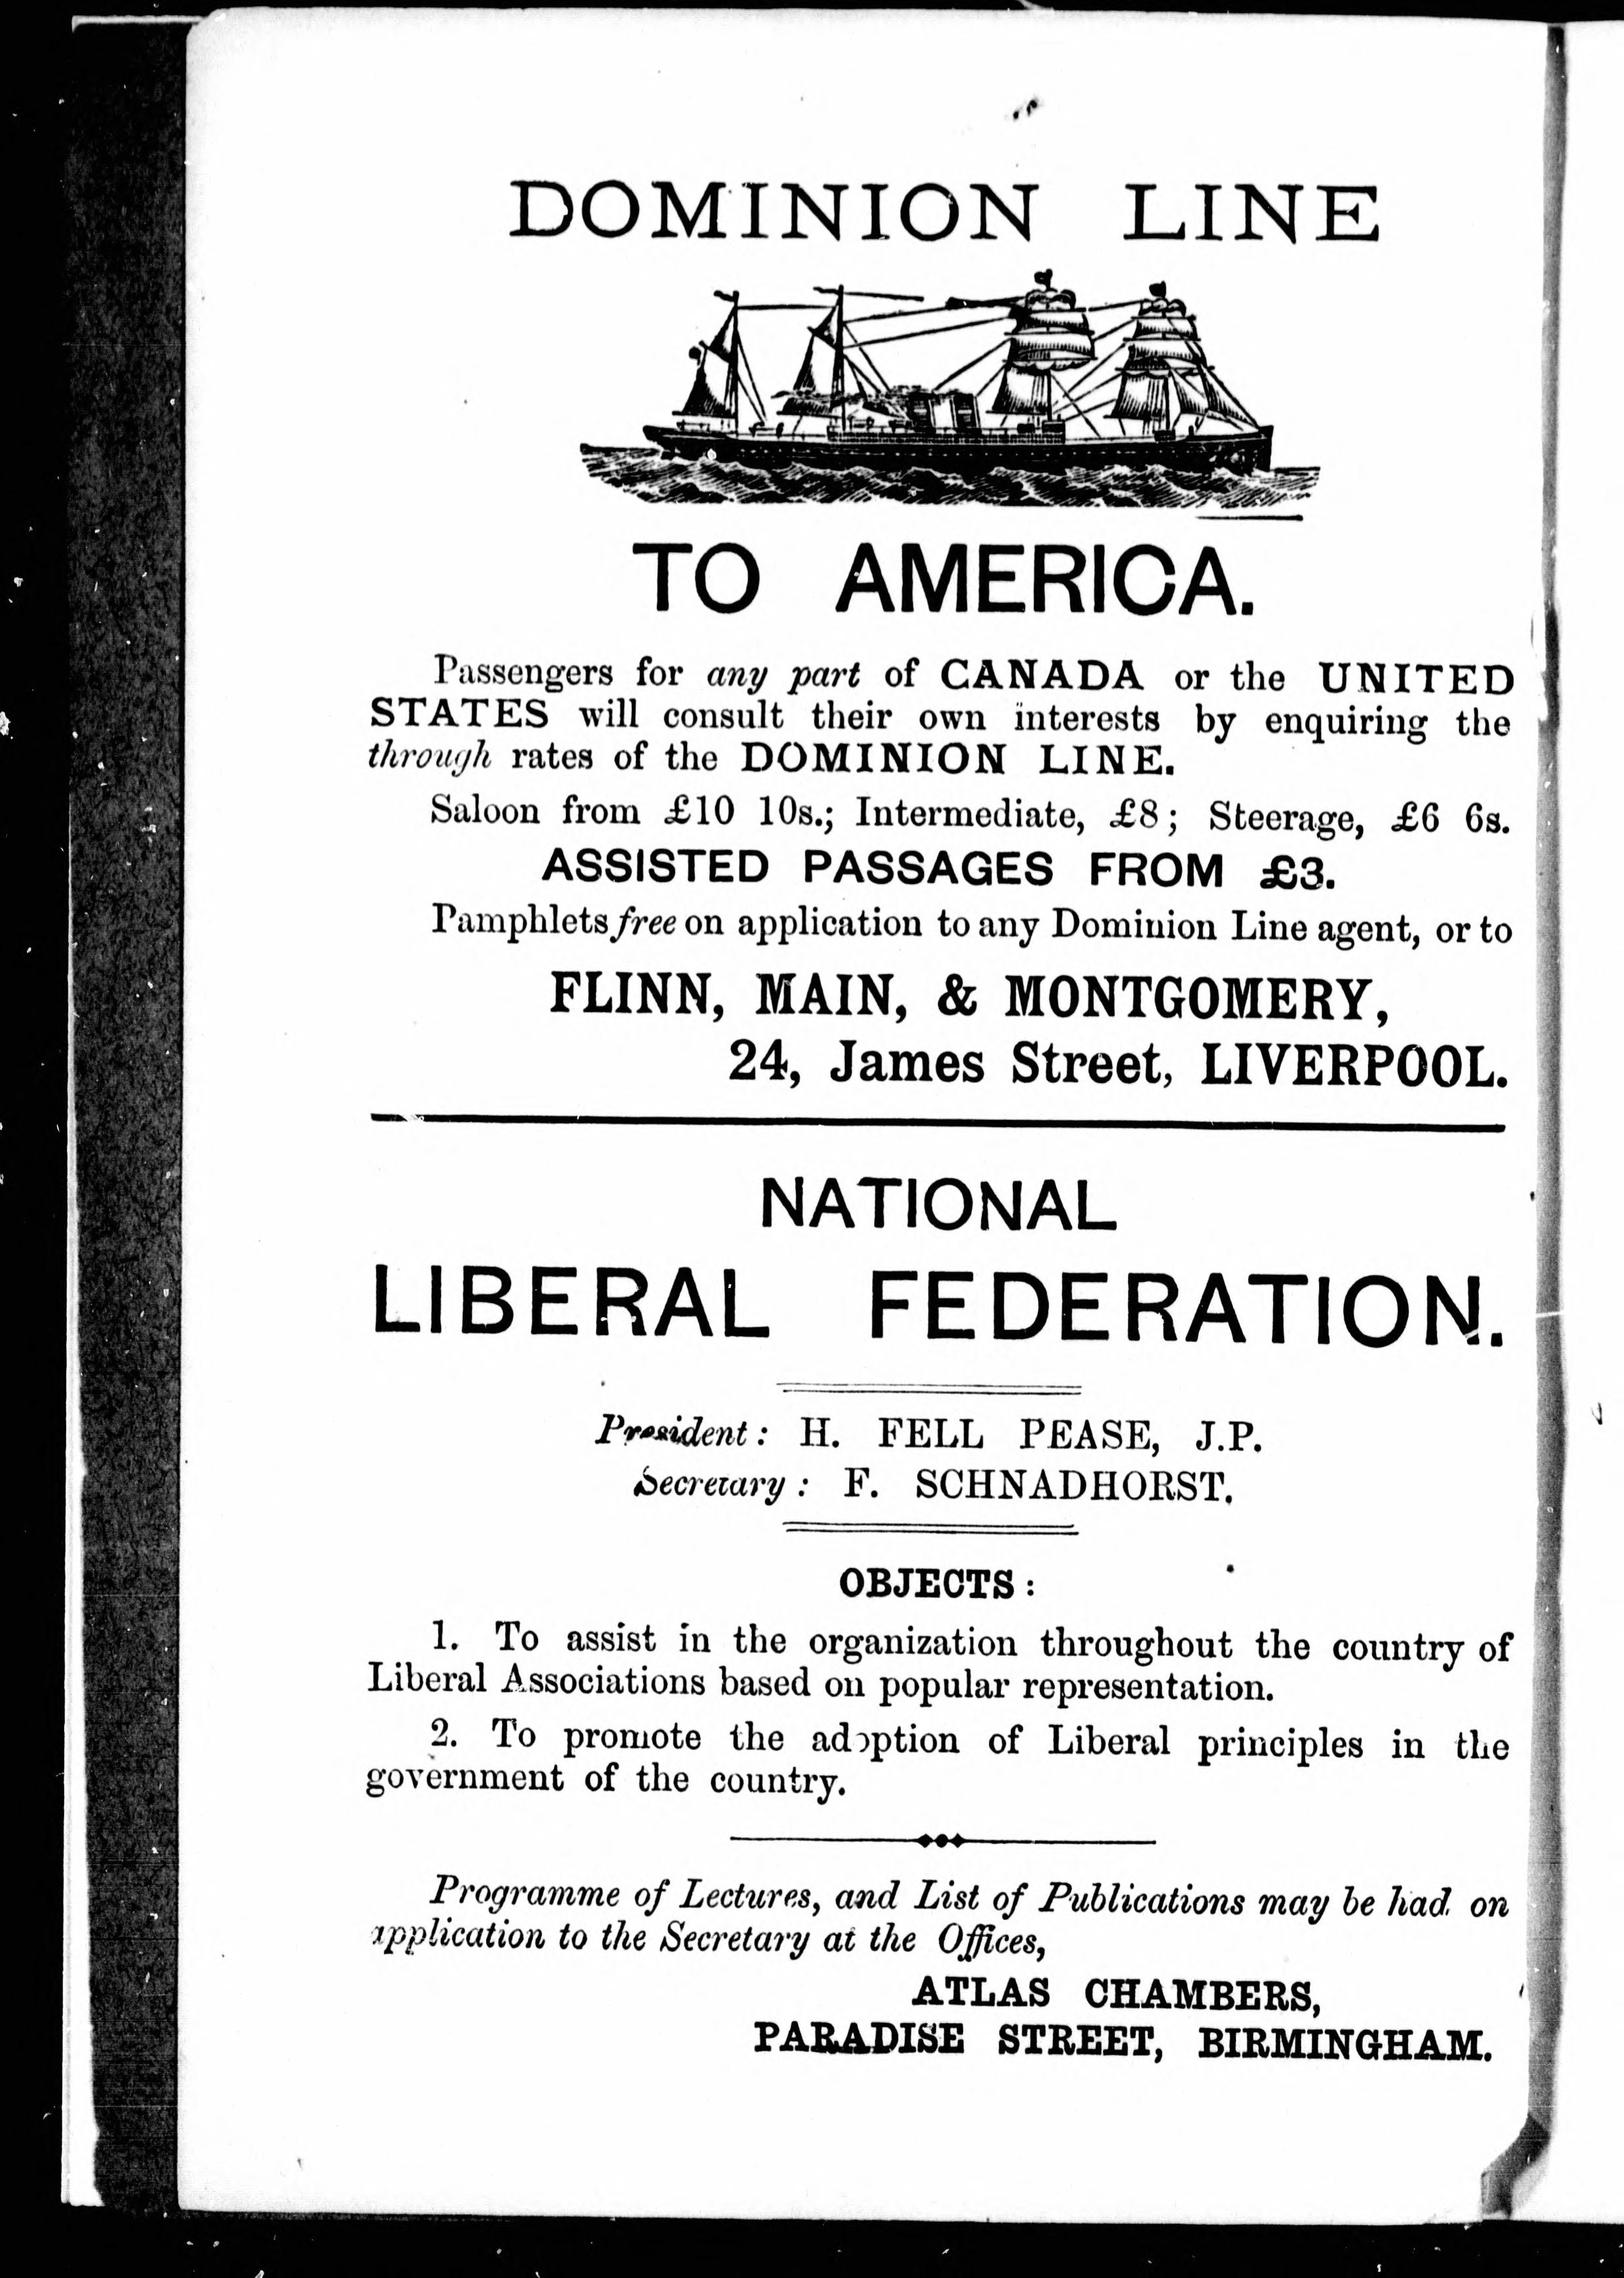 DOMINION LINE
TO AMERICA.
Passengers for any part of CANADA or the UNITED
STATES will consult their own interests by enquiring the
through rates of the DOMINION LINE.
Saloon from £10 10s.; Intermediate, £8; Steerage, £6 6s.
ASSISTED PASSAGES FROM £3.
Pamphlets free on application to any Dominion Line agent, or to
FLINN, MAIN, & MONTGOMERY,
24, James Street, LIVERPOOL.
NATIONAL
LIBERAL FEDERATION.
President: H. FELL PEASE, J.P.
Secretary: F. SCHNADHORST.
OBJECTS:
1. To assist in the organization throughout the country of
Liberal Associations based on popular representation.
2. To promote the adoption of Liberal principles in the
government of the country.
Programme of Lectures, and List of Publications may be had on
application to the Secretary at the Offices,
ATLAS CHAMBERS,
PARADISE STREET, BIRMINGHAM.